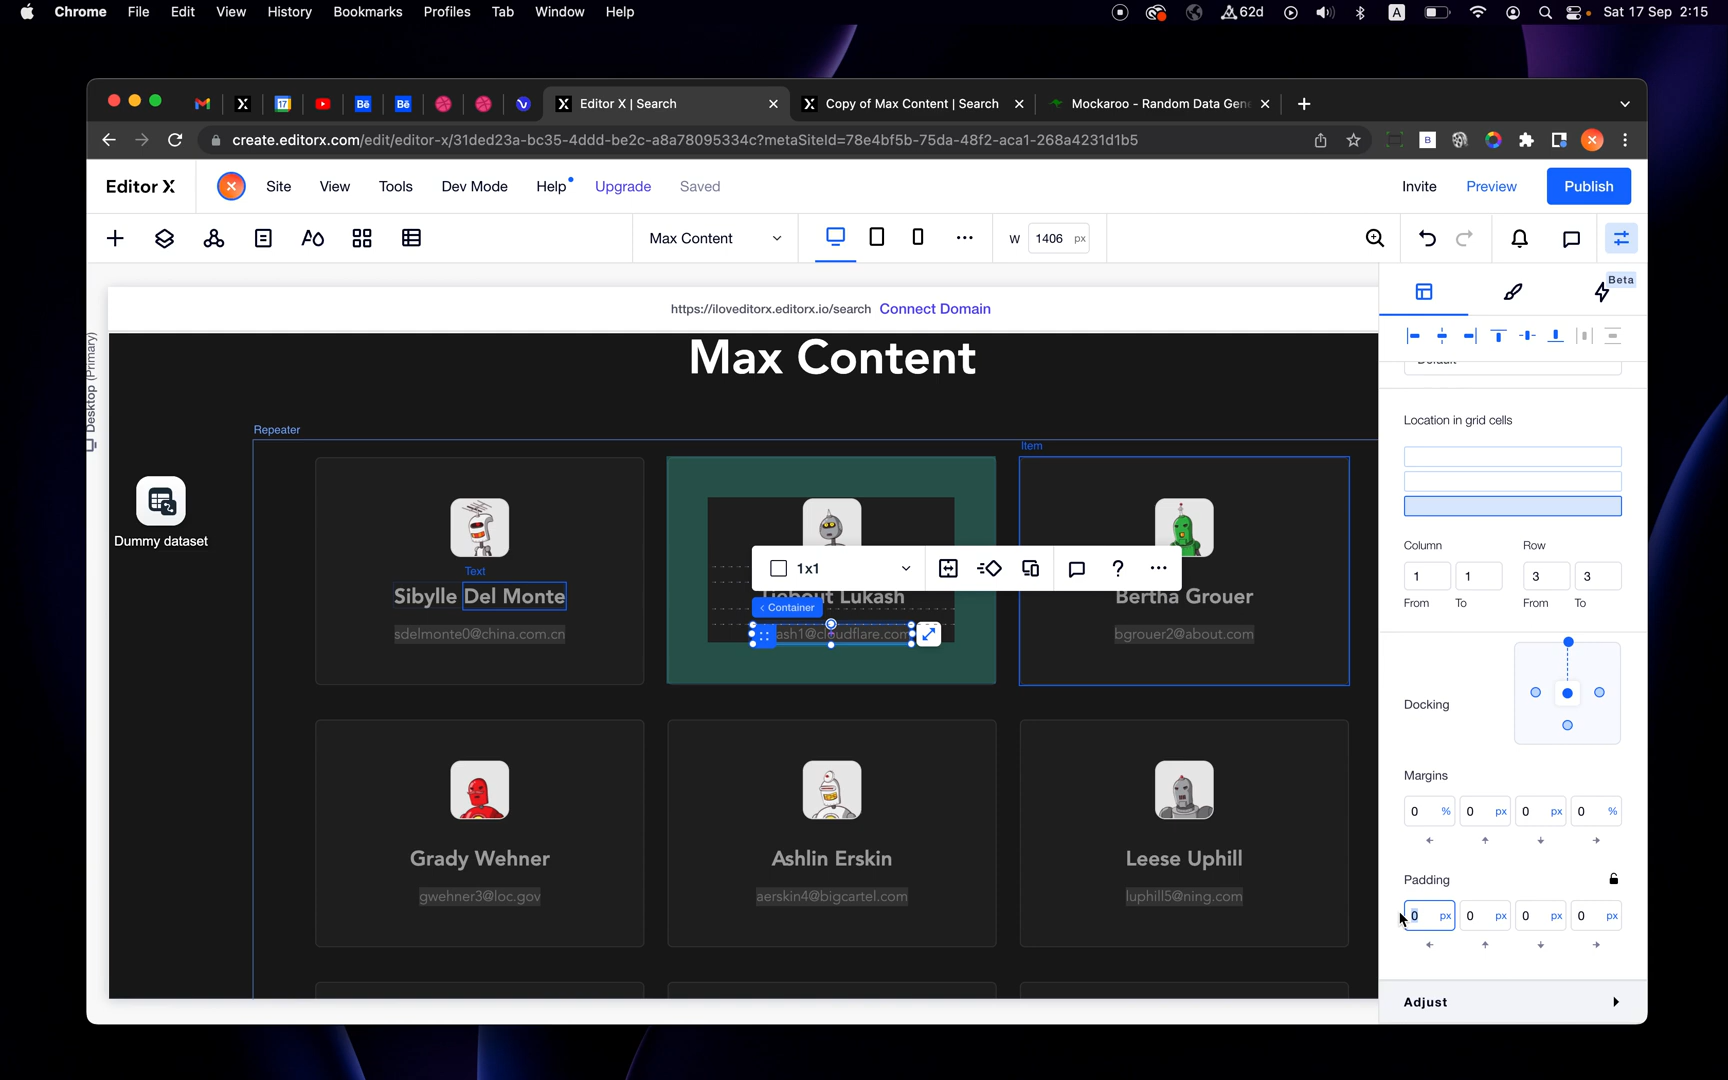 Chrome File Edit View History Bookmarks Profiles Tab Window Help
62d A Sat 17 Sep 2:15
17 Bē Bē Editor X | Search Copy of Max Content | Search Mockaroo - Random Data Gen
create.editorx.com/edit/editor-x/31ded23a-bc35-4ddd-be2c-a8a78095334c?metaSiteId=78e4bf5b-75da-48f2-aca1-268a4231d1b5
Editor X Site View Tools Dev Mode Help Upgrade Saved Invite Preview Publish
Max Content W 1406 px
Beta
https://iloveditorx.editorx.io/search Connect Domain
Desktop (Primary)
Max Content
Repeater
Item
Dummy dataset
Text
Sibylle Del Monte
sdelmonte0@china.com.cn
1x1
Lukash
Container
ash1@cloudflare.com
Bertha Grouer
bgrouer2@about.com
Grady Wehner
gwehner3@loc.gov
Ashlin Erskin
aerskin4@bigcartel.com
Leese Uphill
luphill5@ning.com
Location in grid cells
Column Row
1 1 3 3
From To From To
Docking
Margins
0 % 0 px 0 px 0 %
Padding
0 px 0 px 0 px 0 px
Adjust